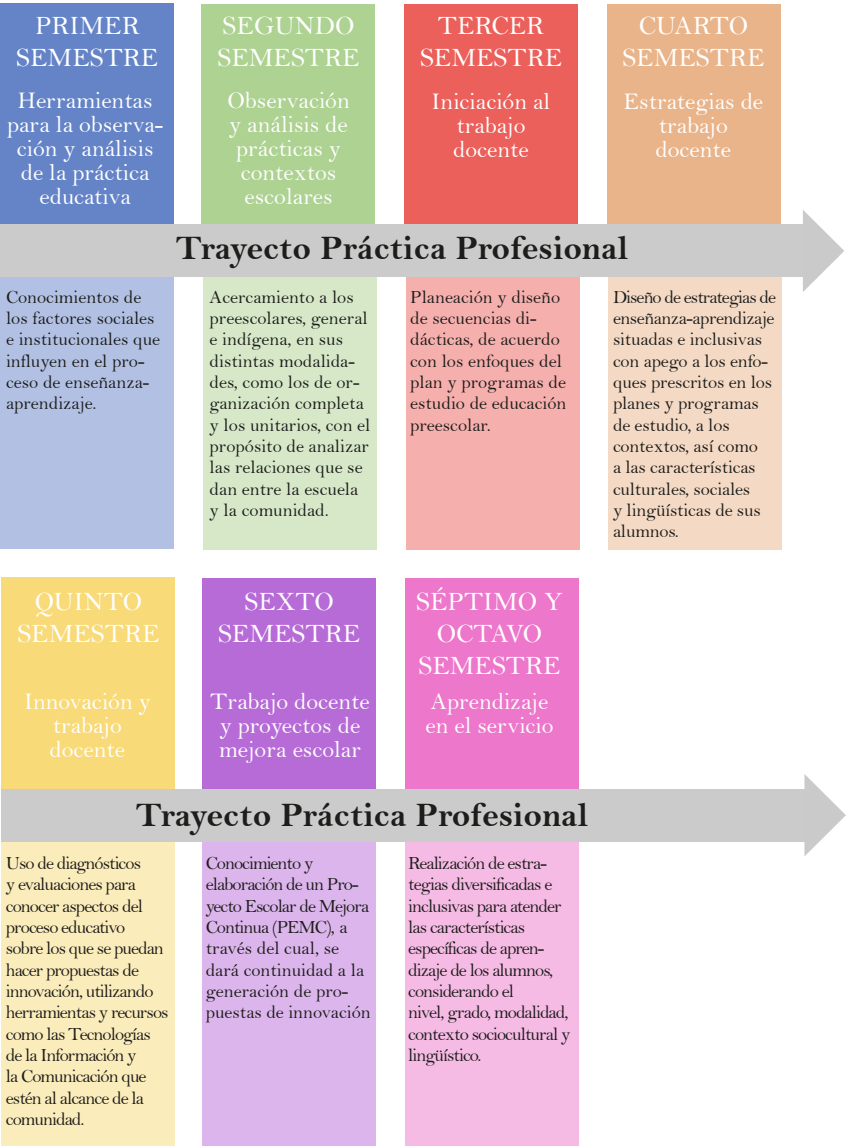 PRIMER
SEMESTRE
Herramientas
para la observa-
ción y análisis
de la práctica
educativa
SEGUNDO
SEMESTRE
Observación
y análisis de
prácticas y
contextos
escolares
TERCER
SEMESTRE
Iniciación al
trabajo
docente
CUARTO
SEMESTRE
Estrategias de
trabajo
docente
Trayecto Práctica Profesional
Conocimientos de
los factores sociales
e institucionales que
influyen en el pro-
ceso de enseñanza-
aprendizaje.
Acercamiento a los
preescolares, general
e indígena, en sus
distintas modalida-
des, como los de or-
ganización completa
y los unitarios, con el
propósito de analizar
las relaciones que se
dan entre la escuela
y la comunidad.
Planeación y diseño
de secuencias di-
dácticas, de acuerdo
con los enfoques del
plan y programas de
estudio de educación
preescolar.
Diseño de estrategias de
enseñanza-aprendizaje
situadas e inclusivas
con apego a los enfo-
ques prescritos en los
planes y programas
de estudio, a los
contextos, así como
a las características
culturales, sociales
y lingüísticas de sus
alumnos.
QUINTO
SEMESTRE
Innovación y
trabajo
docente
SEXTO
SEMESTRE
Trabajo docente
y proyectos de
mejora escolar
SÉPTIMO Y
OCTAVO
SEMESTRE
Aprendizaje
en el servicio
Trayecto Práctica Profesional
Uso de diagnósticos
y evaluaciones para
conocer aspectos del
proceso educativo
sobre los que se puedan
hacer propuestas de
innovación, utilizando
herramientas y recursos
como las Tecnologías
de la Información y
la Comunicación que
estén al alcance de la
comunidad.
Conocimiento y
elaboración de un Pro-
yecto Escolar de Mejora
Continua (PEMC), a
través del cual, se
dará continuidad a la
generación de pro-
puestas de innovación
Realización de estra-
tegias diversificadas e
inclusivas para atender
las características
específicas de apren-
dizaje de los alumnos,
considerando el
nivel, grado, modalidad,
contexto sociocultural y
lingüístico.